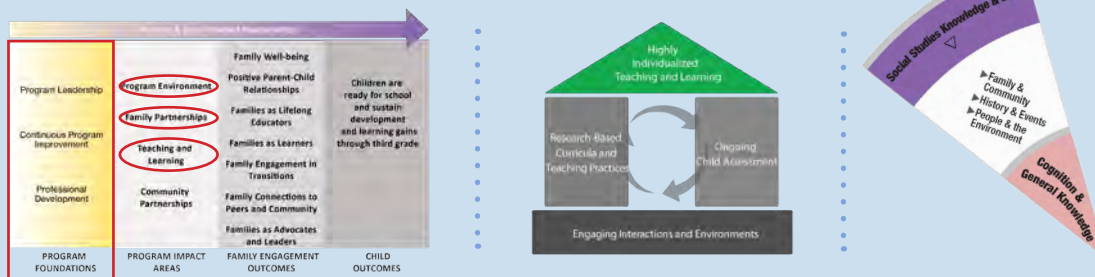 Program Leadership
Continuous Program
Improvement
Professional
Development
PROGRAM
FOUNDATIONS
Program Environment
Family Partnerships
Teaching and
Learning
Community
Partnerships
PROGRAM IMPACT
AREAS
Family Well-being
Positive Parent-Child
Relationships
Families as Lifelong
Educators
Families as Learners
Family Engagement in
Transitions
Family Connections to
Peers and Community
Families as Advocates
and Leaders
FAMILY ENGAGEMENT
OUTCOMES
Children are
ready for school
and sustain
development
and learning gains
through third grade
CHILD
OUTCOMES
Highly
Individualized
Teaching and Learning
Research-Based
Curricula and
Teaching Practices
Ongoing
Child Assessment
Engaging Interactions and Environments
Social Studies Knowledge &
▶Family &
Community
▶History & Events
▶People & the
Environment
Cognition &
General Knowledge